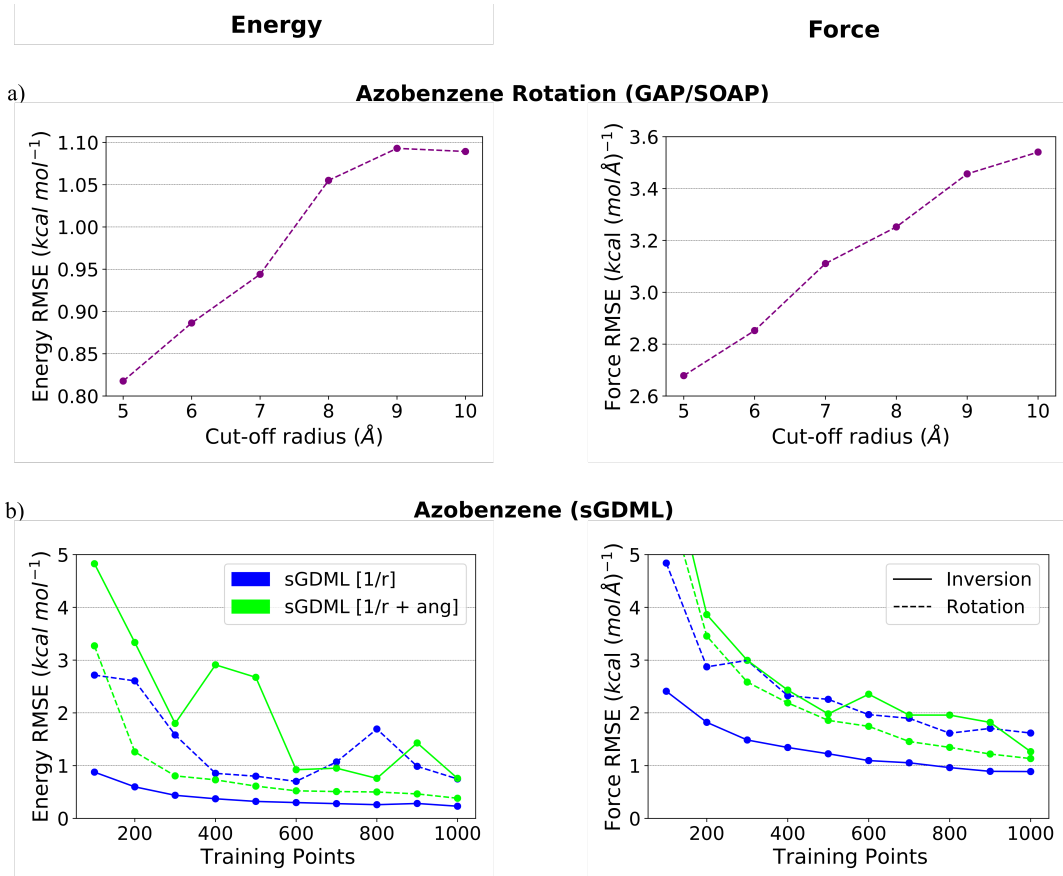 Energy
Force
a)
Azobenzene Rotation (GAP/SOAP)
Energy RMSE (kcal mol⁻¹)
1.10
1.05
1.00
0.95
0.90
0.85
0.80
5 6 7 8 9 10
Cut-off radius (Å)
Force RMSE (kcal (mol Å)⁻¹)
3.6
3.4
3.2
3.0
2.8
2.6
5 6 7 8 9 10
Cut-off radius (Å)
b)
Azobenzene (sGDML)
Energy RMSE (kcal mol⁻¹)
5
4
3
2
1
0
sGDML [1/r]
sGDML [1/r + ang]
200 400 600 800 1000
Training Points
Force RMSE (kcal (mol Å)⁻¹)
5
4
3
2
1
0
Inversion
Rotation
200 400 600 800 1000
Training Points